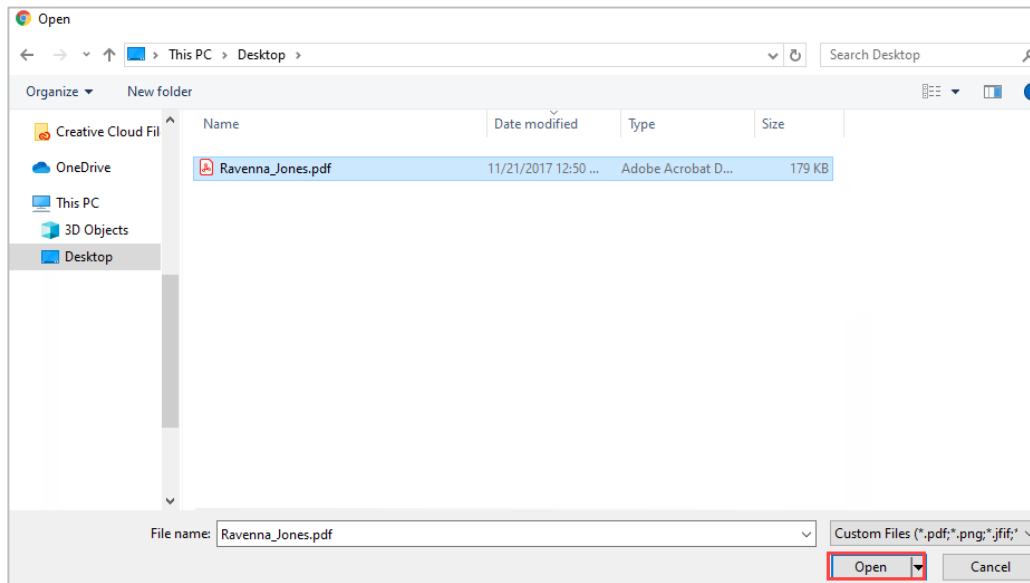 Open
This PC > Desktop >
Search Desktop
Organize
New folder
Name
Date modified
Type
Size
Creative Cloud Fil
OneDrive
This PC
3D Objects
Desktop
Ravenna_Jones.pdf 11/21/2017 12:50 ... Adobe Acrobat D... 179 KB
File name: Ravenna_Jones.pdf
Custom Files (*.pdf;*.png;*.jfif;*
Open
Cancel